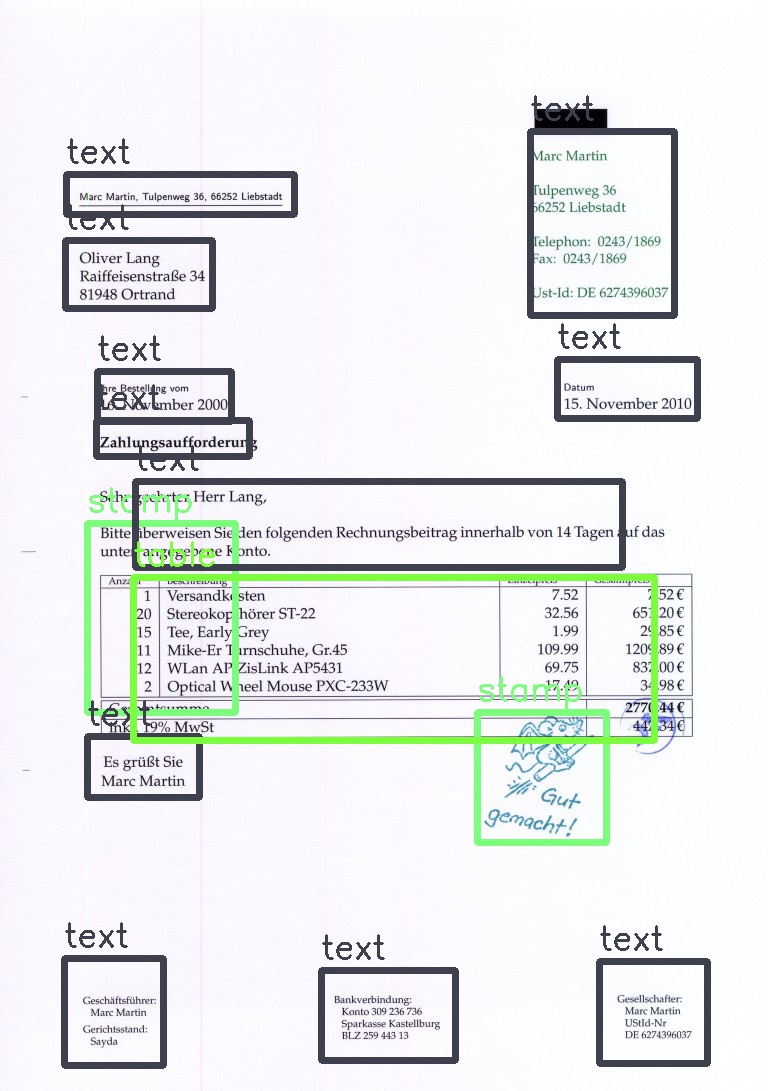 text
Marc Martin
Tulpenweg 36
66252 Liebstadt
Telephon: 0243/1869
Fax: 0243/1869
Ust-Id: DE 6274396037
text
Marc Martin, Tulpenweg 36, 66252 Liebstadt
text
Oliver Lang
Raiffeisenstraße 34
81948 Ortrand
text
Ihre Bestellung vom
November 2000
text
Datum
15. November 2010
text
Zahlungsaufforderung
text
Sehr geehrter Herr Lang,
Bitte überweisen Sie den folgenden Rechnungsbeitrag innerhalb von 14 Tagen auf das
unten angegebene Konto.
stamp
table
Anzahl Beschreibung Einzelpreis Gesamtpreis
1 Versandkosten 7.52 7.52 €
20 Stereokopfhörer ST-22 32.56 651.20 €
15 Tee, Early Grey 1.99 29.85 €
11 Mike-Er Turnschuhe, Gr.45 109.99 1209.89 €
12 WLan AP ZisLink AP5431 69.75 837.00 €
2 Optical Wheel Mouse PXC-233W 17.49 34.98 €
Gesamtsumme 2770.44 €
inkl. 19% MwSt 442.34 €
stamp
Gut
gemacht!
text
Es grüßt Sie
Marc Martin
text
Geschäftsführer:
Marc Martin
Gerichtsstand:
Sayda
text
Bankverbindung:
Konto 309 236 736
Sparkasse Kastellburg
BLZ 259 443 13
text
Gesellschafter:
Marc Martin
UStId-Nr
DE 6274396037